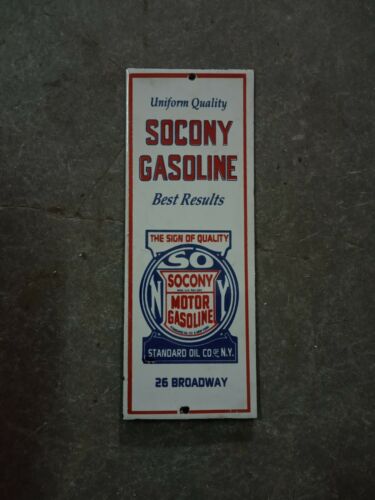 Uniform Quality
SOCONY
GASOLINE
Best Results
THE SIGN OF QUALITY
SO
N Y
SOCONY
MOTOR
GASOLINE
STANDARD OIL CO OF N.Y.
26 BROADWAY